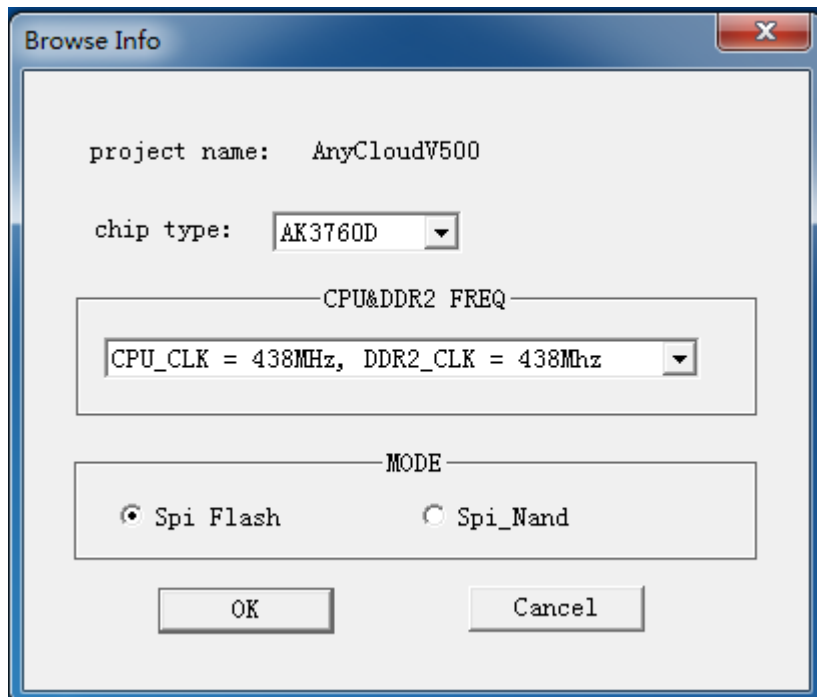 Browse Info
project name: AnyCloudV500
chip type: AK3760D
CPU&DDR2 FREQ
CPU_CLK = 438MHz, DDR2_CLK = 438Mhz
MODE
Spi Flash Spi_Nand
OK Cancel